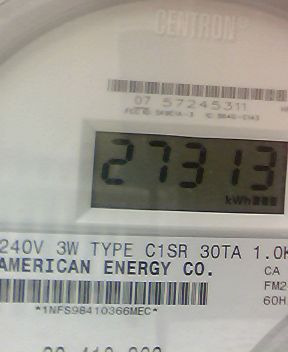 CENTRON
07 57245311
27313
kWh
240V 3W TYPE C1SR 30TA 1.0K
AMERICAN ENERGY CO.
CA
FM2
60H
*1NFS98410366MEC*